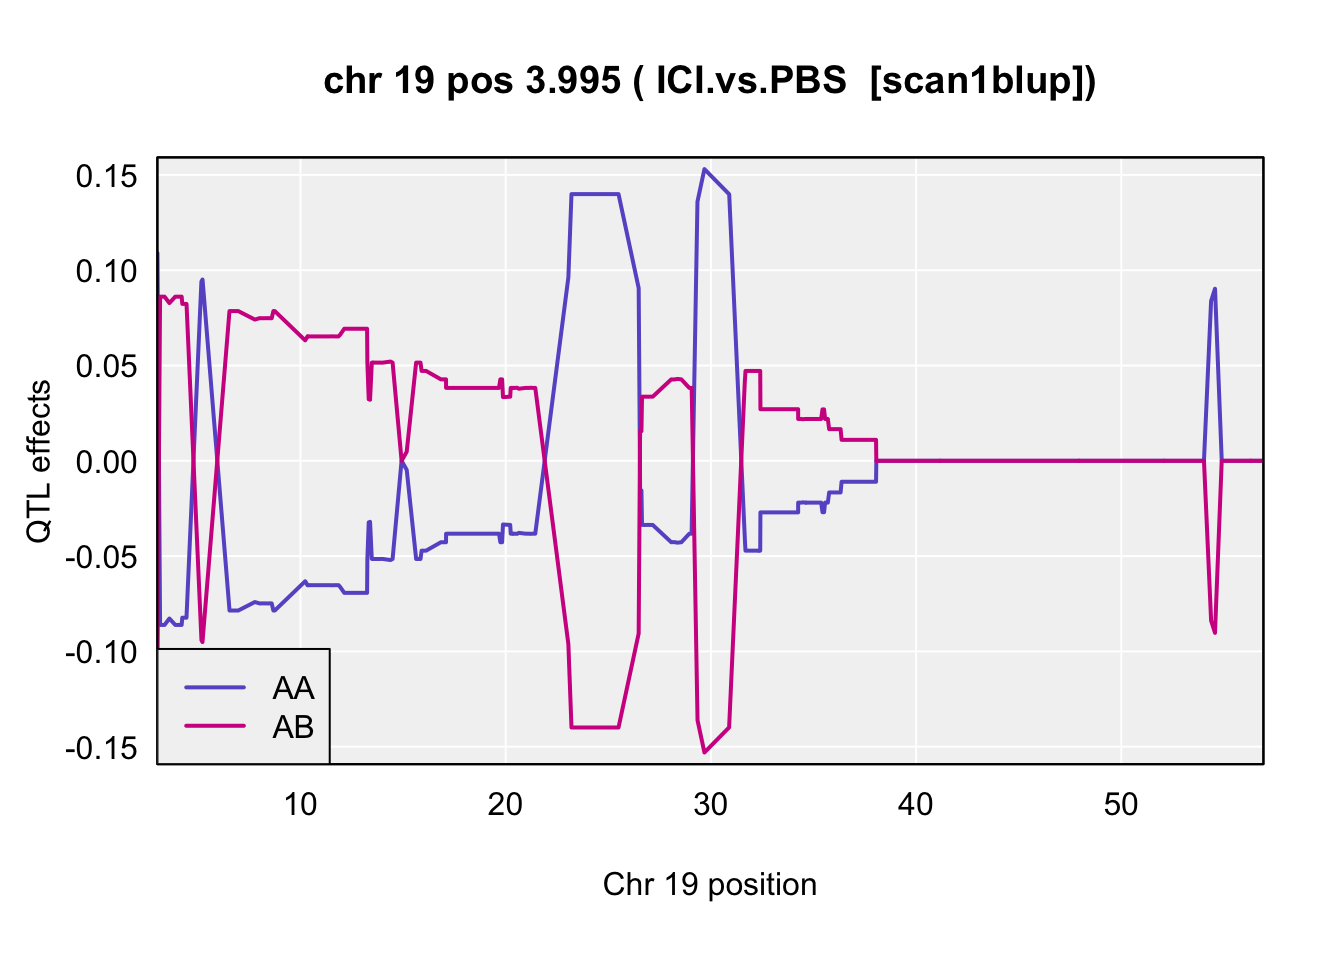 chr 19 pos 3.995 ( ICI.vs.PBS  [scan1blup])
0.15
0.10
0.05
0.00
-0.05
-0.10
-0.15
QTL effects
AA
AB
10 20 30 40 50
Chr 19 position